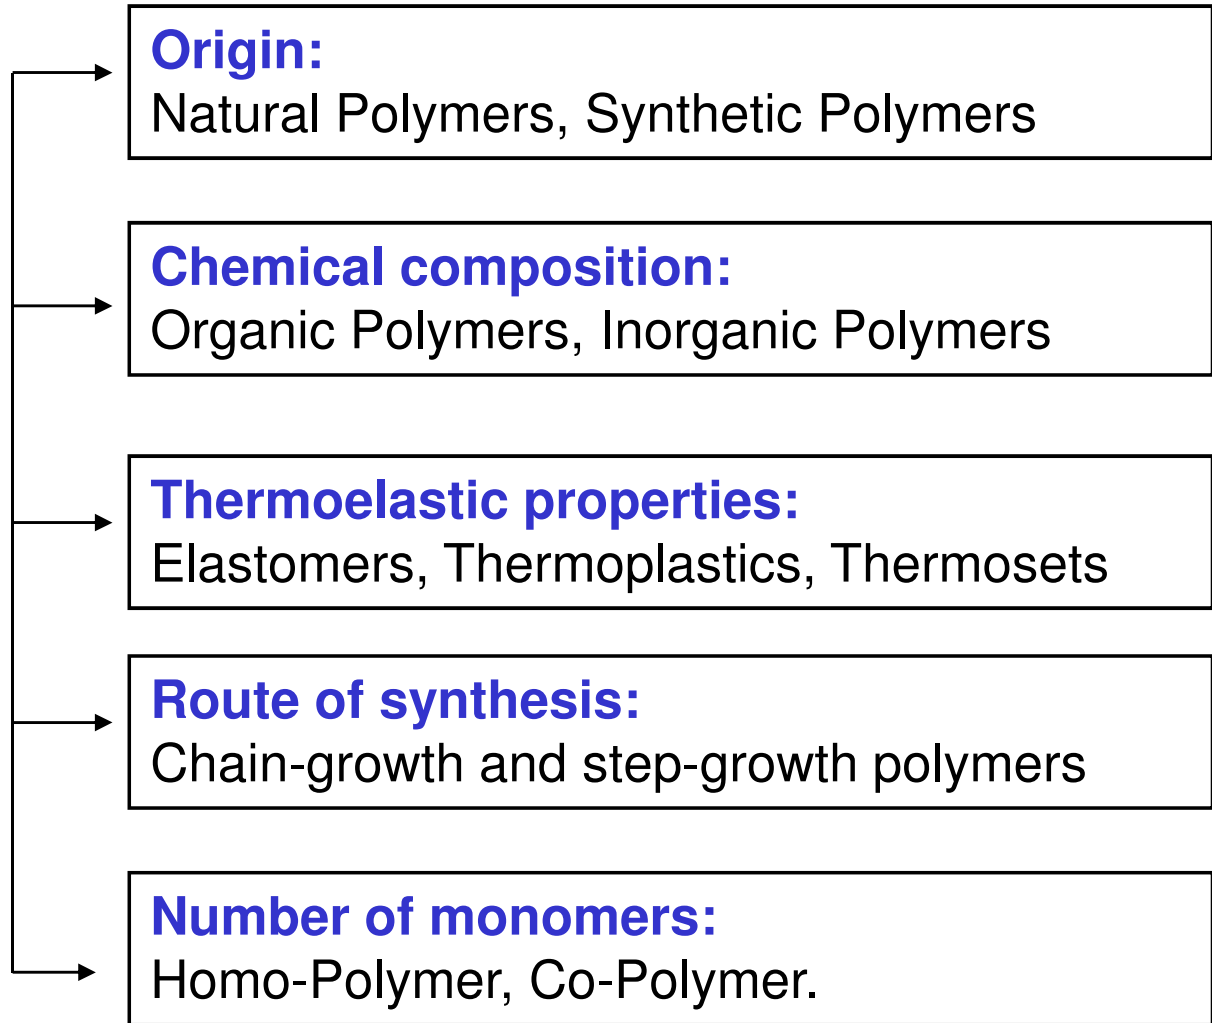 Origin:
Natural Polymers, Synthetic Polymers
Chemical composition:
Organic Polymers, Inorganic Polymers
Thermoelastic properties:
Elastomers, Thermoplastics, Thermosets
Route of synthesis:
Chain-growth and step-growth polymers
Number of monomers:
Homo-Polymer, Co-Polymer.